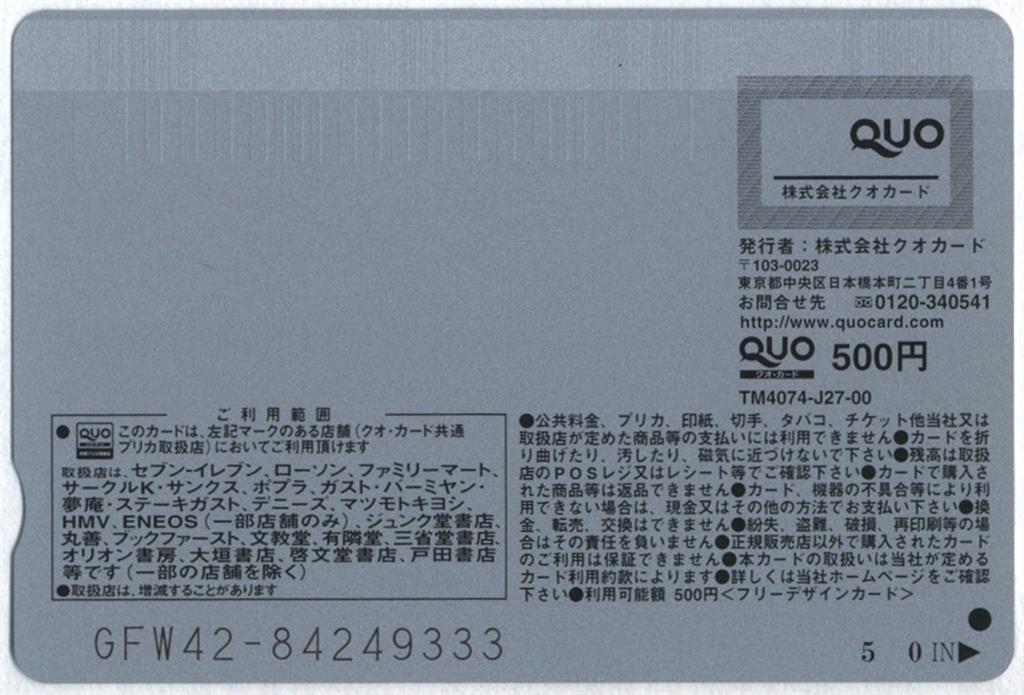 QUO
株式会社クオカード
発行者：株式会社クオカード
〒103-0023
東京都中央区日本橋本町二丁目4番1号
お問合せ先 0120-340541
http://www.quocard.com
QUO 500円
クオ・カード
TM4074-J27-00
ご利用範囲
●QUO このカードは、左記マークのある店舗（クオ・カード共通
プリカ取扱店）においてご利用頂けます
取扱店は、セブン-イレブン、ローソン、ファミリーマート、
サークルK・サンクス、ポプラ、ガスト・バーミヤン・
夢庵・ステーキガスト、デニーズ、マツモトキヨシ、
HMV、ENEOS（一部店舗のみ）、ジュンク堂書店、
丸善、ブックファースト、文教堂、有隣堂、三省堂書店、
オリオン書房、大垣書店、啓文堂書店、戸田書店
等です（一部の店舗を除く）
●取扱店は、増減することがあります
●公共料金、プリカ、印紙、切手、タバコ、チケット他当社又は
取扱店が定めた商品等の支払いには利用できません●カードを折
り曲げたり、汚したり、磁気に近づけないで下さい●残高は取扱
店のPOSレジ又はレシート等でご確認下さい●カードで購入さ
れた商品等は返品できません●カード、機器の不具合等により利
用できない場合は、現金又はその他の方法でお支払い下さい●換
金、転売、交換はできません●紛失、盗難、破損、再印刷等の場
合はその責任を負いません●正規販売店以外で購入されたカード
のご利用は保証できません●本カードの取扱いは当社が定める
カード利用約款によります●詳しくは当社ホームページをご確認
下さい●利用可能額 500円＜フリーデザインカード＞
GFW42-84249333
5 0 IN▶